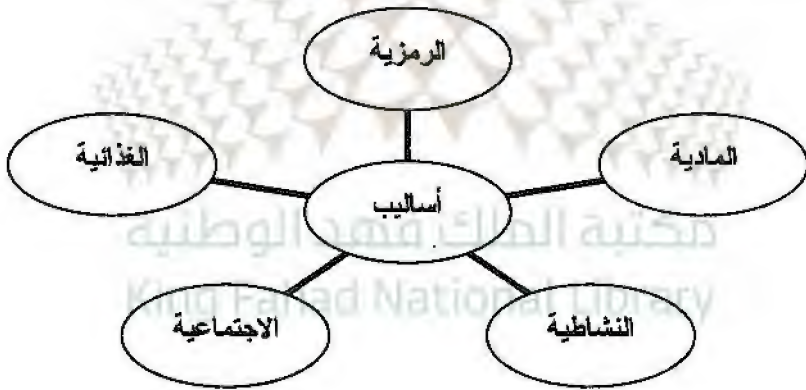 الرمزية
المادية
الغذائية
أساليب
مكتبة الملك فهد الوطنية
King Fahad National Library
النشاطية
الاجتماعية